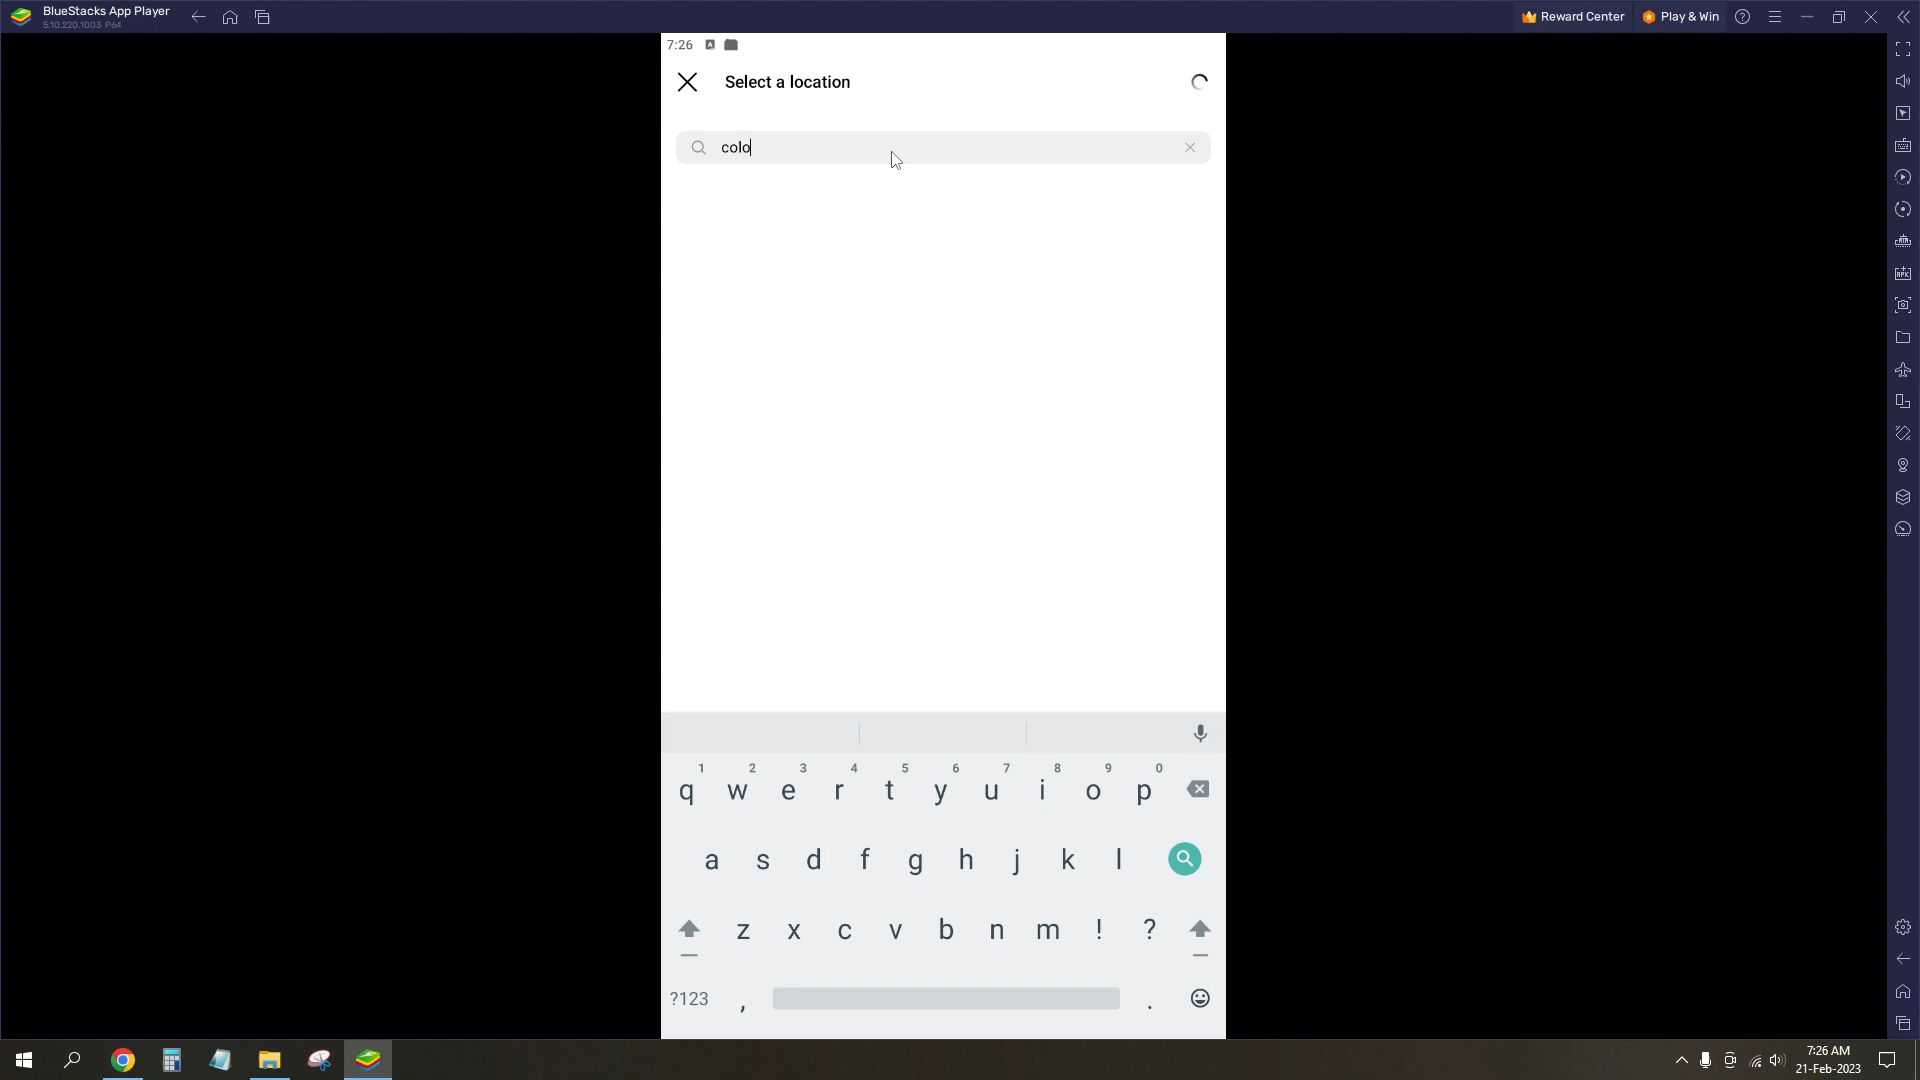 BlueStacks App Player
5.10.220.1003 P64
Reward Center
Play & Win
7:26
Select a location
colo
1 2 3 4 5 6 7 8 9 0
q w e r t y u i o p
a s d f g h j k l
z x c v b n m ! ?
?123 , .
7:26 AM
21-Feb-2023